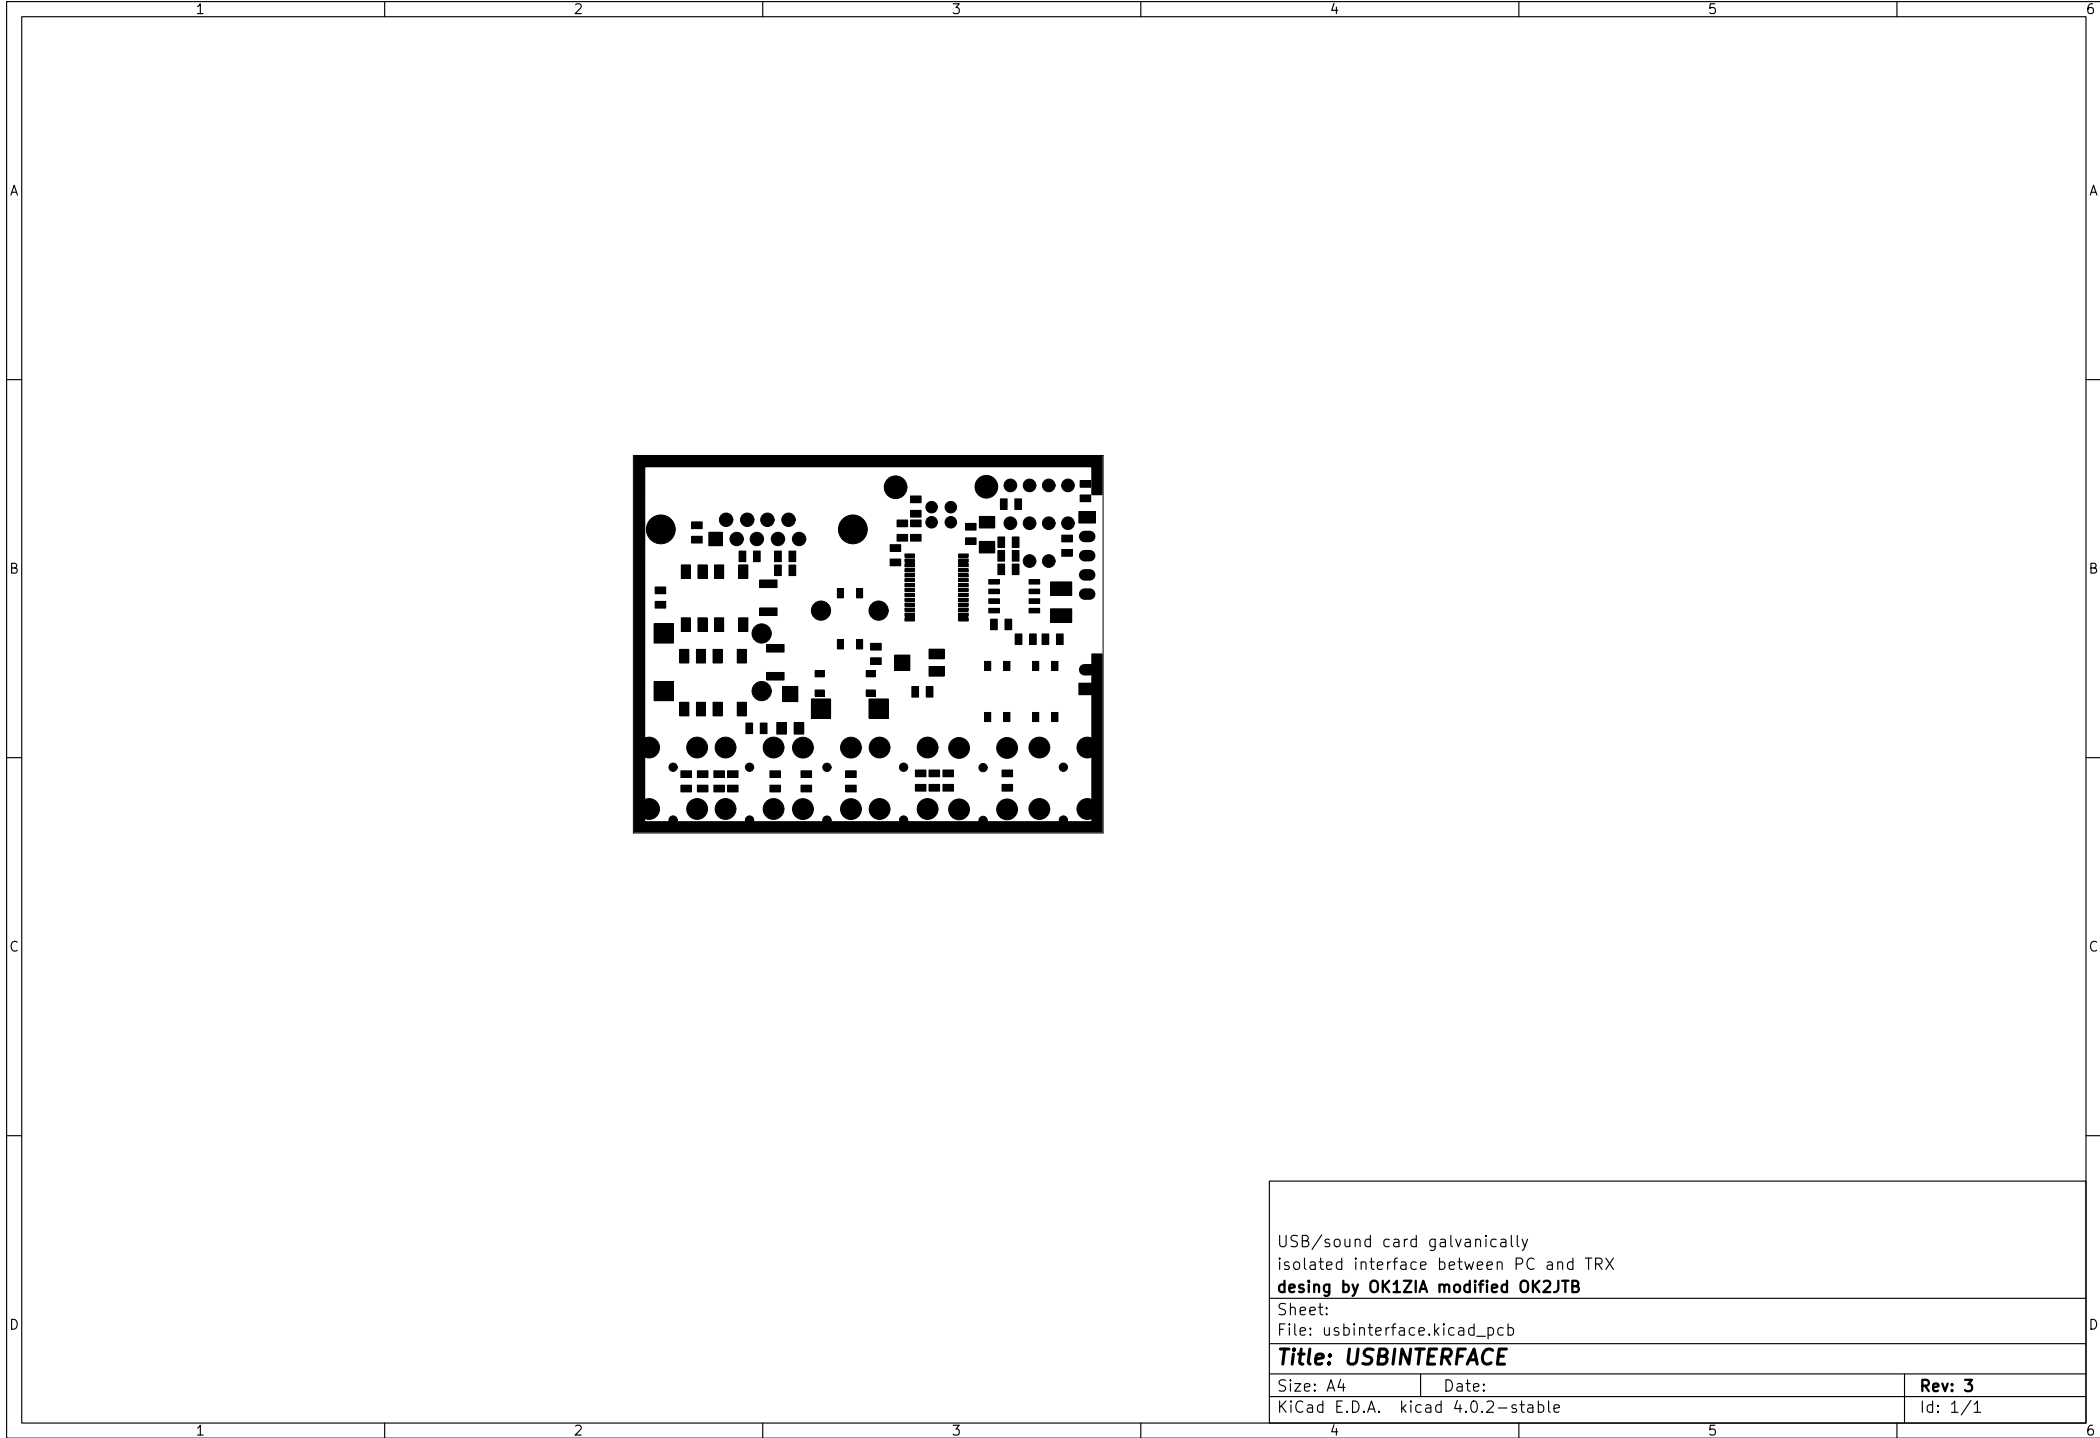 1 2 3 4 5 6
A A
B B
C C
USB/sound card galvanically
isolated interface between PC and TRX
desing by OK1ZIA modified OK2JTB
Sheet:
D D
File: usbinterface.kicad_pcb
Title: USBINTERFACE
Size: A4 Date: Rev: 3
KiCad E.D.A. kicad 4.0.2-stable Id: 1/1
1 2 3 4 5 6